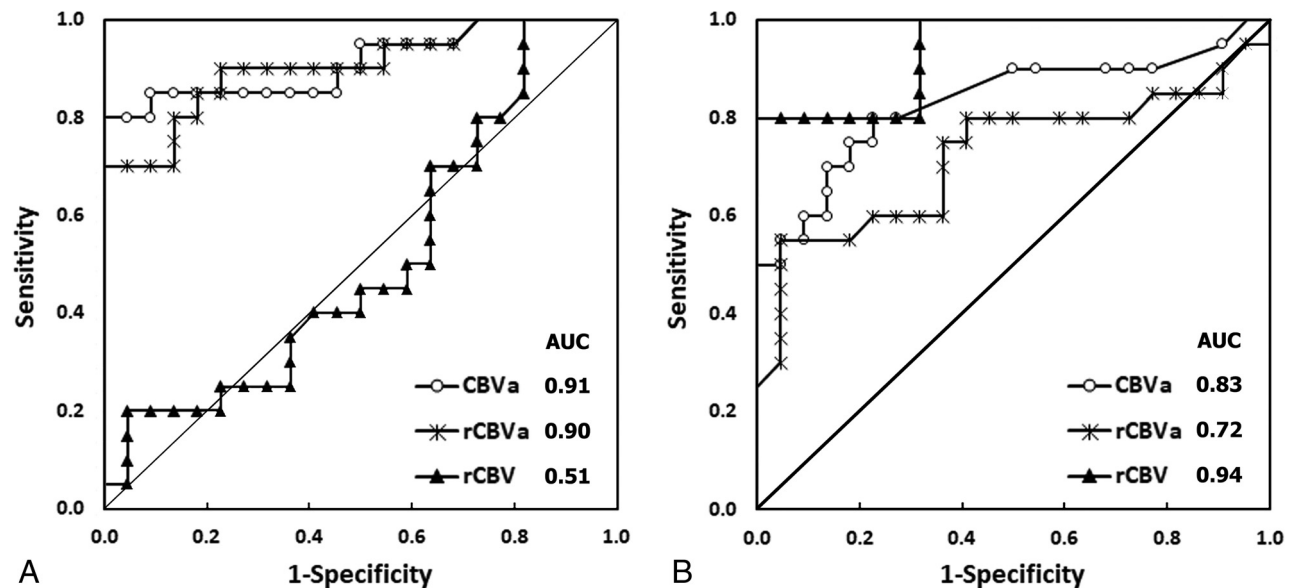 1.0
0.8
0.6
0.4
0.2
0.0
Sensitivity
AUC
CBVa 0.91
rCBVa 0.90
rCBV 0.51
0.0 0.2 0.4 0.6 0.8 1.0
1-Specificity
A
1.0
0.8
0.6
0.4
0.2
0.0
Sensitivity
AUC
CBVa 0.83
rCBVa 0.72
rCBV 0.94
0.0 0.2 0.4 0.6 0.8 1.0
1-Specificity
B